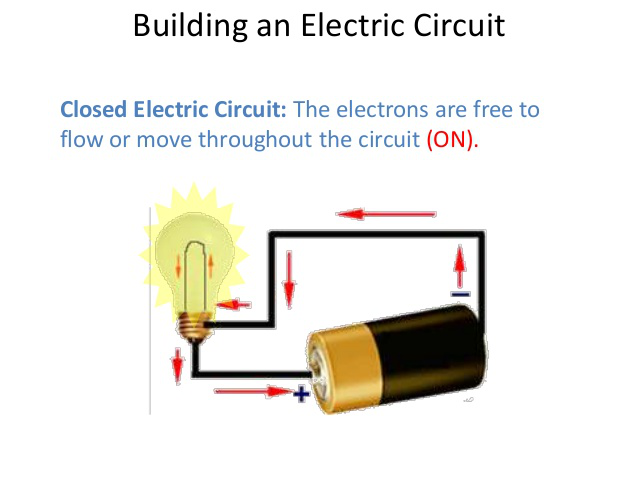 Building an Electric Circuit
Closed Electric Circuit: The electrons are free to
flow or move throughout the circuit (ON).
−
+